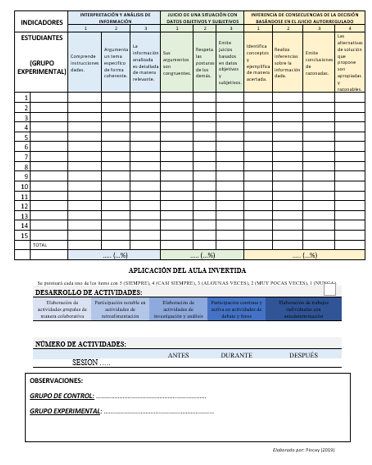 INDICADORES
INTERPRETACIÓN Y ANÁLISIS DE INFORMACIÓN
JUICIO DE UNA SITUACIÓN CON DATOS OBJETIVOS Y SUBJETIVOS
INFERENCIA DE CONSECUENCIAS DE LA DECISIÓN BASÁNDOSE EN EL JUICIO AUTORREGULADO
1 2 3 1 2 3 1 2 3 4
ESTUDIANTES
(GRUPO EXPERIMENTAL)
Comprende instrucciones dadas.
Argumenta un tema específico de forma coherente.
La información analizada es detallada de manera relevante.
Sus argumentos son congruentes.
Respeta las posturas de los demás.
Emite juicios basados en datos objetivos y subjetivos.
Identifica conceptos y ejemplifica de manera acertada.
Realiza inferencias sobre la información dada.
Emite conclusiones de razonadas.
Las alternativas de solución que propone son apropiadas y razonables.
1
2
3
4
5
6
7
8
9
10
11
12
13
14
15
TOTAL
..... (...%) ..... (...%) ..... (...%)
APLICACIÓN DEL AULA INVERTIDA
Se puntuará cada uno de los ítems con 5 (SIEMPRE), 4 (CASI SIEMPRE), 3 (ALGUNAS VECES), 2 (MUY POCAS VECES), 1 (NUNCA)
DESARROLLO DE ACTIVIDADES:
Elaboración de actividades grupales de manera colaborativa
Participación notable en actividades de retroalimentación
Elaboración de actividades de investigación y análisis
Participación continua y activa en actividades de debate y foros
Elaboración de trabajos individuales con
NÚMERO DE ACTIVIDADES:
ANTES DURANTE DESPUÉS
SESIÓN .....
OBSERVACIONES:
GRUPO DE CONTROL: ..................................................
GRUPO EXPERIMENTAL: ..................................................
Elaborado por: Pincay (2019)